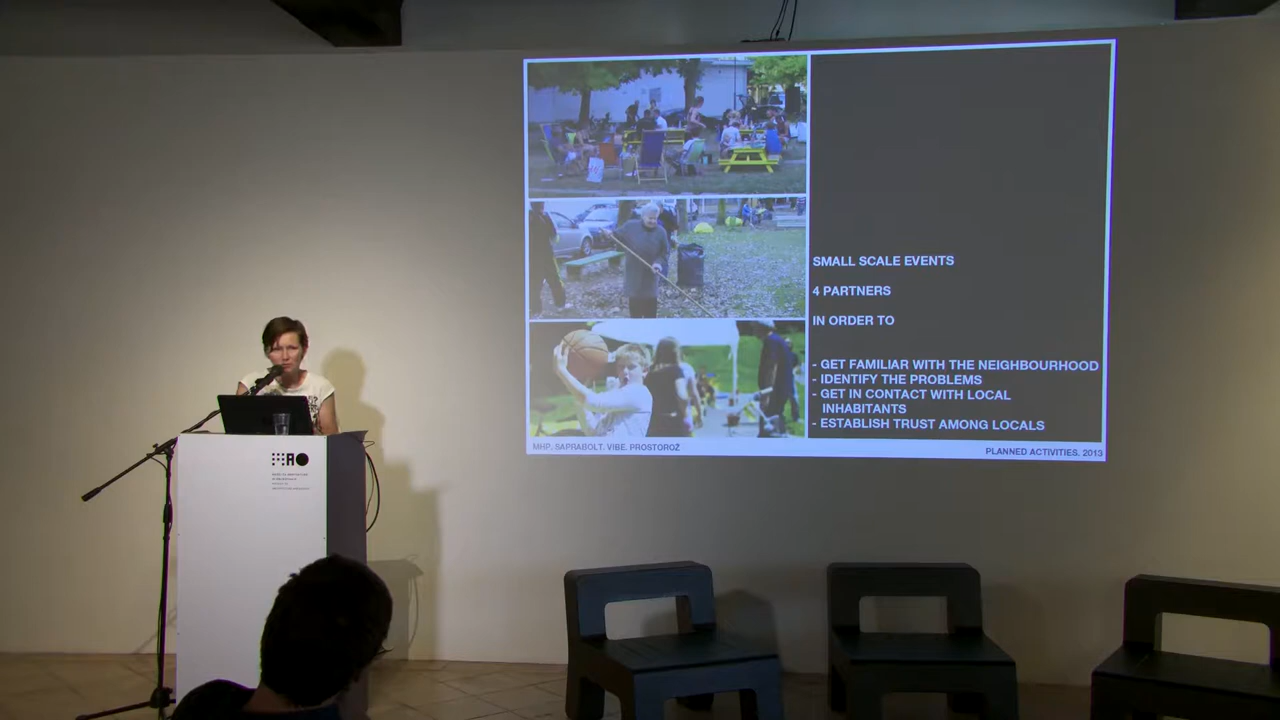 SMALL SCALE EVENTS
4 PARTNERS
IN ORDER TO
- GET FAMILIAR WITH THE NEIGHBOURHOOD
- IDENTIFY THE PROBLEMS
- GET IN CONTACT WITH LOCAL
INHABITANTS
- ESTABLISH TRUST AMONG LOCALS
MHP. SAPRABOLT. VIBE. PROSTOROŽ
PLANNED ACTIVITIES. 2013